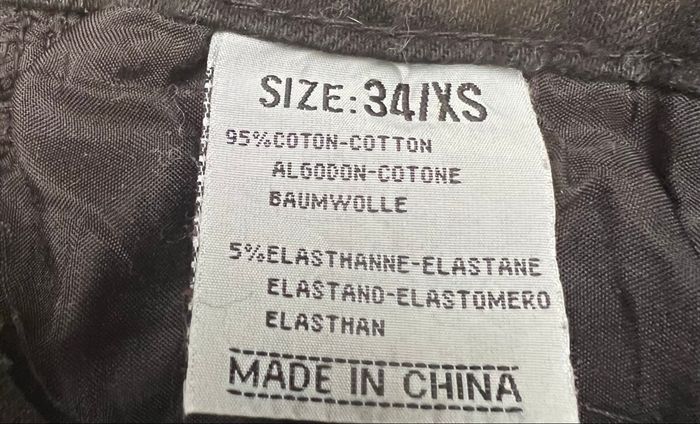 SIZE:34/XS
95%COTON-COTTON
ALGODON-COTONE
BAUMWOLLE
5%ELASTHANNE-ELASTANE
ELASTANO-ELASTOMERO
ELASTHAN
MADE IN CHINA